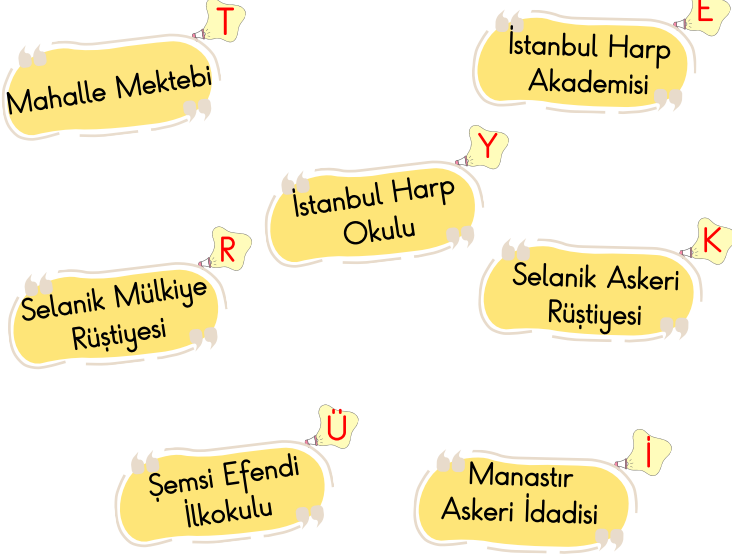 T
Mahalle Mektebi
E
İstanbul Harp
Akademisi
Y
İstanbul Harp
Okulu
R
Selanik Mülkiye
Rüştiyesi
K
Selanik Askeri
Rüştiyesi
Ü
Şemsi Efendi
İlkokulu
İ
Manastır
Askeri İdadisi